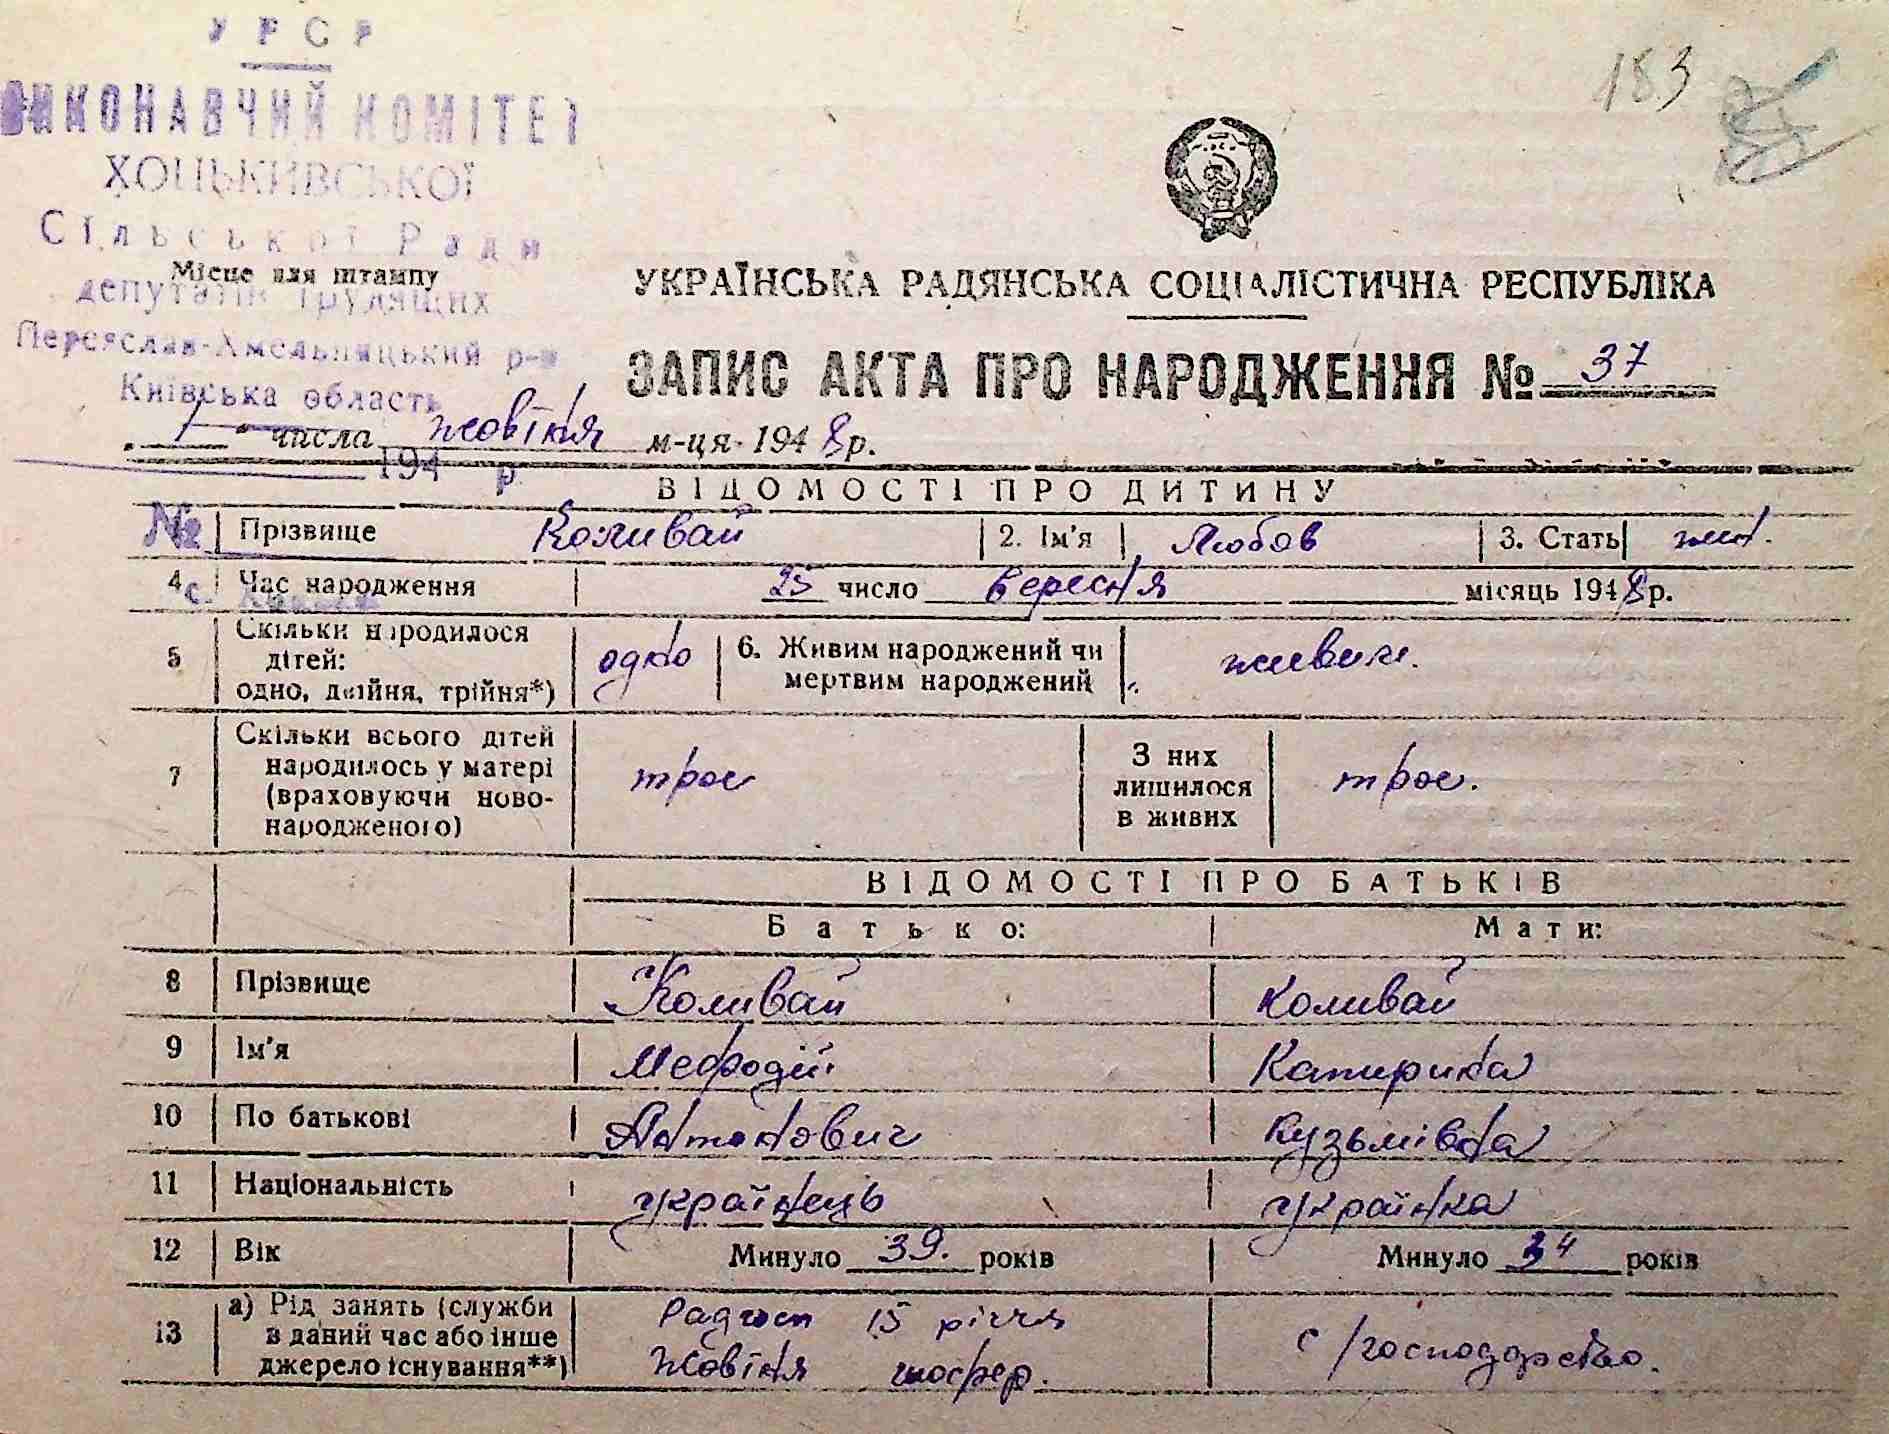 УРСР
ВИКОНАВЧИЙ КОМІТЕТ
ХОЦЬКИВСЬКОЇ
Сільської Ради
депутатів трудящих
Переяслав-Хмельницький р-н
Київська область
194 р
№
с.
183
Місце для штампу
УКРАЇНСЬКА РАДЯНСЬКА СОЦІАЛІСТИЧНА РЕСПУБЛІКА
ЗАПИС АКТА ПРО НАРОДЖЕННЯ № 37
„1“ числа жовтня м-ця 1948 р.
ВІДОМОСТІ ПРО ДИТИНУ
Прізвище Коливай 2. Ім'я Любов 3. Стать жін.
4 Час народження 25 число вересня місяць 1948 р.
5 Скільки народилося дітей: одно, двійня, трійня*) одно 6. Живим народжений чи мертвим народжений живим.
7 Скільки всього дітей народилось у матері (враховуючи ново-народженого) троє З них лишилося в живих троє.
ВІДОМОСТІ ПРО БАТЬКІВ
Батько: Мати:
8 Прізвище Коливай Коливай
9 Ім'я Мефодій Катирина
10 По батькові Антонович Кузьмівна
11 Національність українець українка
12 Вік Минуло 39. років Минуло 34 років
13 а) Рід занять (служби в даний час або інше джерело існування**) Радгосп 15 річчя Жовтня шофер. с/господарство.